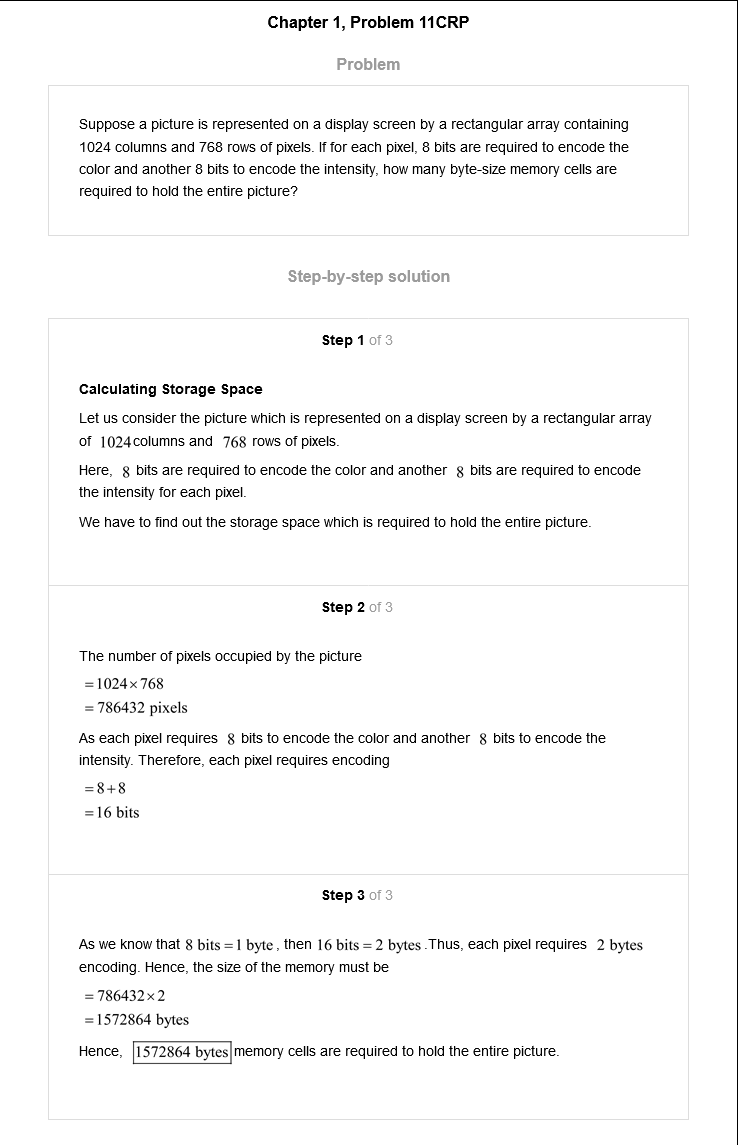 Chapter 1, Problem 11CRP
Problem
Suppose a picture is represented on a display screen by a rectangular array containing
1024 columns and 768 rows of pixels. If for each pixel, 8 bits are required to encode the
color and another 8 bits to encode the intensity, how many byte-size memory cells are
required to hold the entire picture?
Step-by-step solution
Step 1 of 3
Calculating Storage Space
Let us consider the picture which is represented on a display screen by a rectangular array
of 1024 columns and 768 rows of pixels.
Here, 8 bits are required to encode the color and another 8 bits are required to encode
the intensity for each pixel.
We have to find out the storage space which is required to hold the entire picture.
Step 2 of 3
The number of pixels occupied by the picture
=1024×768
= 786432 pixels
As each pixel requires 8 bits to encode the color and another 8 bits to encode the
intensity. Therefore, each pixel requires encoding
=8+8
=16 bits
Step 3 of 3
As we know that 8 bits =1 byte, then 16 bits = 2 bytes .Thus, each pixel requires 2 bytes
encoding. Hence, the size of the memory must be
= 786432×2
=1572864 bytes
Hence, 1572864 bytes memory cells are required to hold the entire picture.